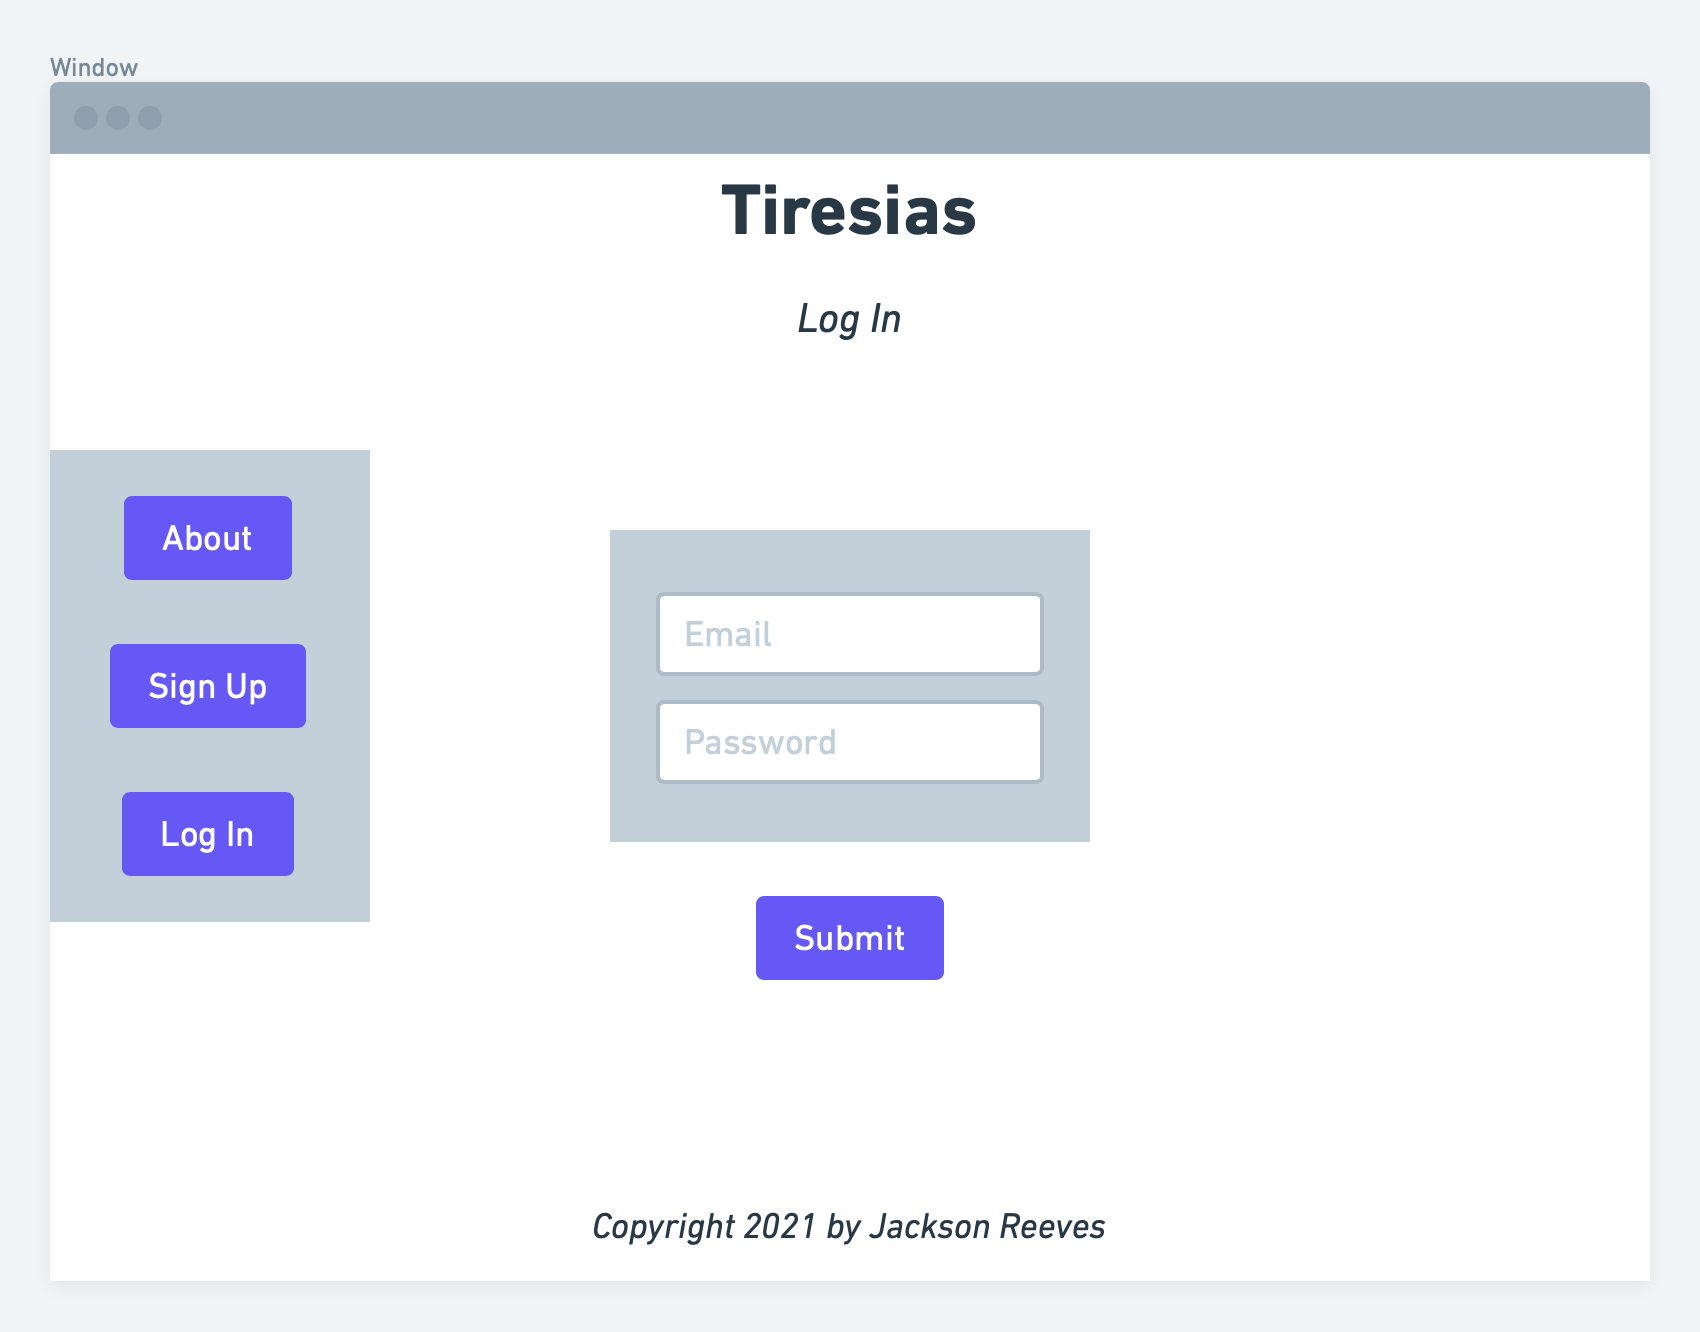 Window
Tiresias
Log In
About
Sign Up
Log In
Email
Password
Submit
Copyright 2021 by Jackson Reeves